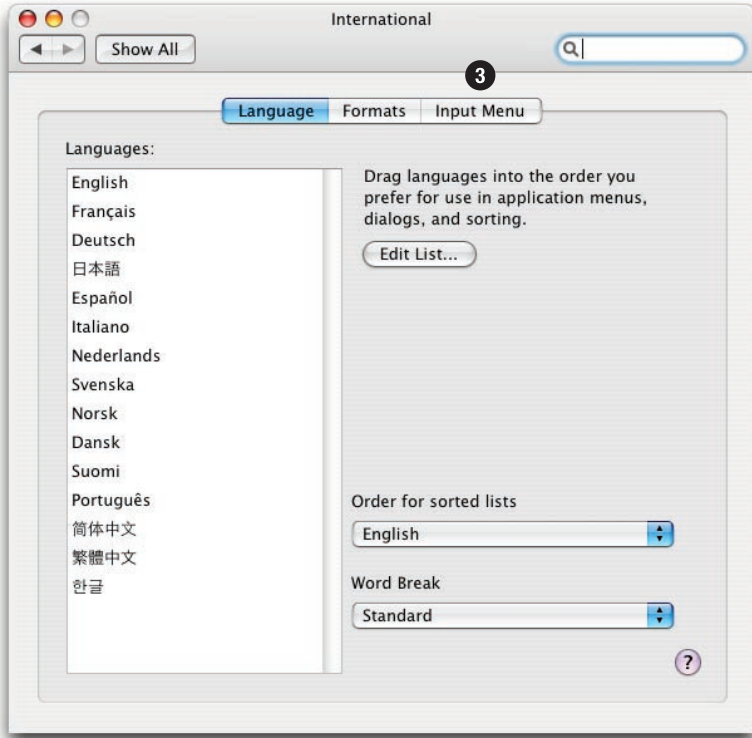 International
Show All
3
Language Formats Input Menu
Languages:
English
Français
Deutsch
日本語
Español
Italiano
Nederlands
Svenska
Norsk
Dansk
Suomi
Português
简体中文
繁體中文
한글
Drag languages into the order you
prefer for use in application menus,
dialogs, and sorting.
Edit List...
Order for sorted lists
English
Word Break
Standard
?